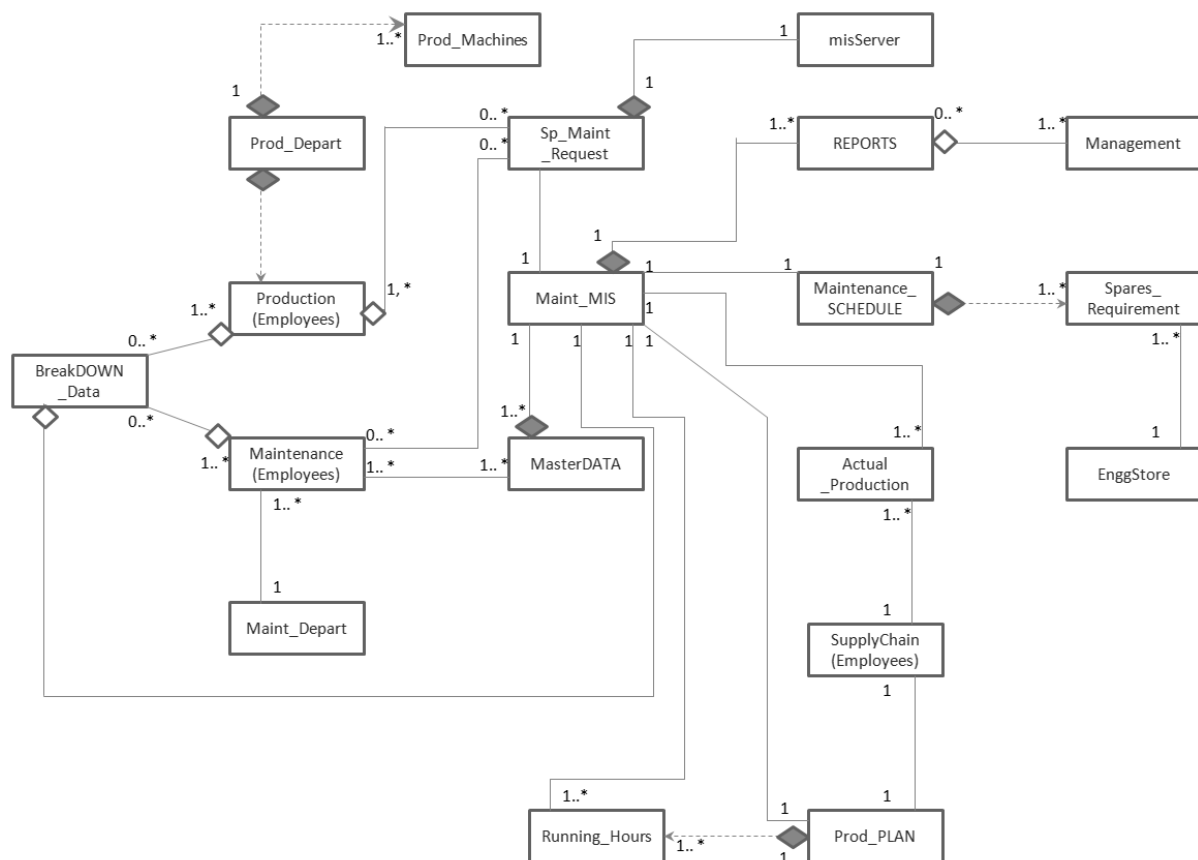 1..*
Prod_Machines
1
1
misServer
1
1
Prod_Depart
0.. *
0.. *
Sp_Maint
_Request
1..*
REPORTS
0..*
1..*
Management
1..*
Production
(Employees)
1, *
1
Maint_MIS
1
1
1
1
1
1
1
1
1
Maintenance_
SCHEDULE
1
1..*
Spares_
Requirement
1..*
0.. *
BreakDOWN
_Data
0..*
1.. *
Maintenance
(Employees)
0.. *
1.. *
1.. *
1.. *
MasterDATA
1.. *
Actual
_Production
1.. *
1
EnggStore
1.. *
1
Maint_Depart
1
SupplyChain
(Employees)
1
1..*
Running_Hours
1.. *
1
1
1
Prod_PLAN